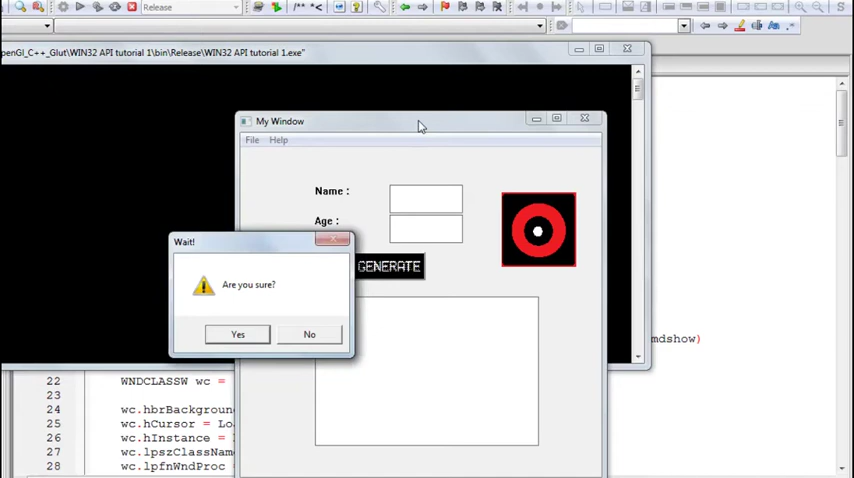 Release
penGl_C++_Glut\WIN32 API tutorial 1\bin\Release\WIN32 API tutorial 1.exe"
My Window
File Help
Name :
Age :
Wait!
GENERATE
Are you sure?
Yes No
mdshow)
22 WNDCLASSW wc =
23
24 wc.hbrBackgroun
25 wc.hCursor = Lo
26 wc.hInstance =
27 wc.lpszClassNam
28 wc.lpfnWndProc =